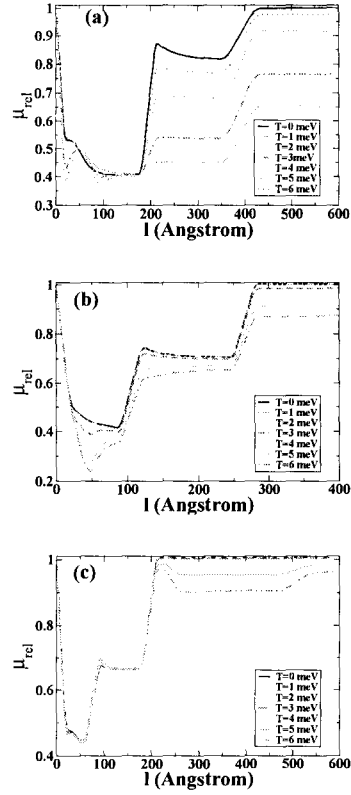 (a)
1
0.9
0.8
0.7
0.6
0.5
0.4
0.3
μrel
T=0 meV
T=1 meV
T=2 meV
T=3meV
T=4 meV
T=5 meV
T=6 meV
0 100 200 300 400 500 600
l (Angstrom)
(b)
1
0.8
0.6
0.4
0.2
μrel
T=0 meV
T=1 meV
T=2 meV
T=3 meV
T=4 meV
T=5 meV
T=6 meV
0 100 200 300 400
l (Angstrom)
(c)
1
0.8
0.6
0.4
μrel
T=0 meV
T=1 meV
T=2 meV
T=3 meV
T=4 meV
T=5 meV
T=6 meV
0 100 200 300 400 500 600
l (Angstrom)